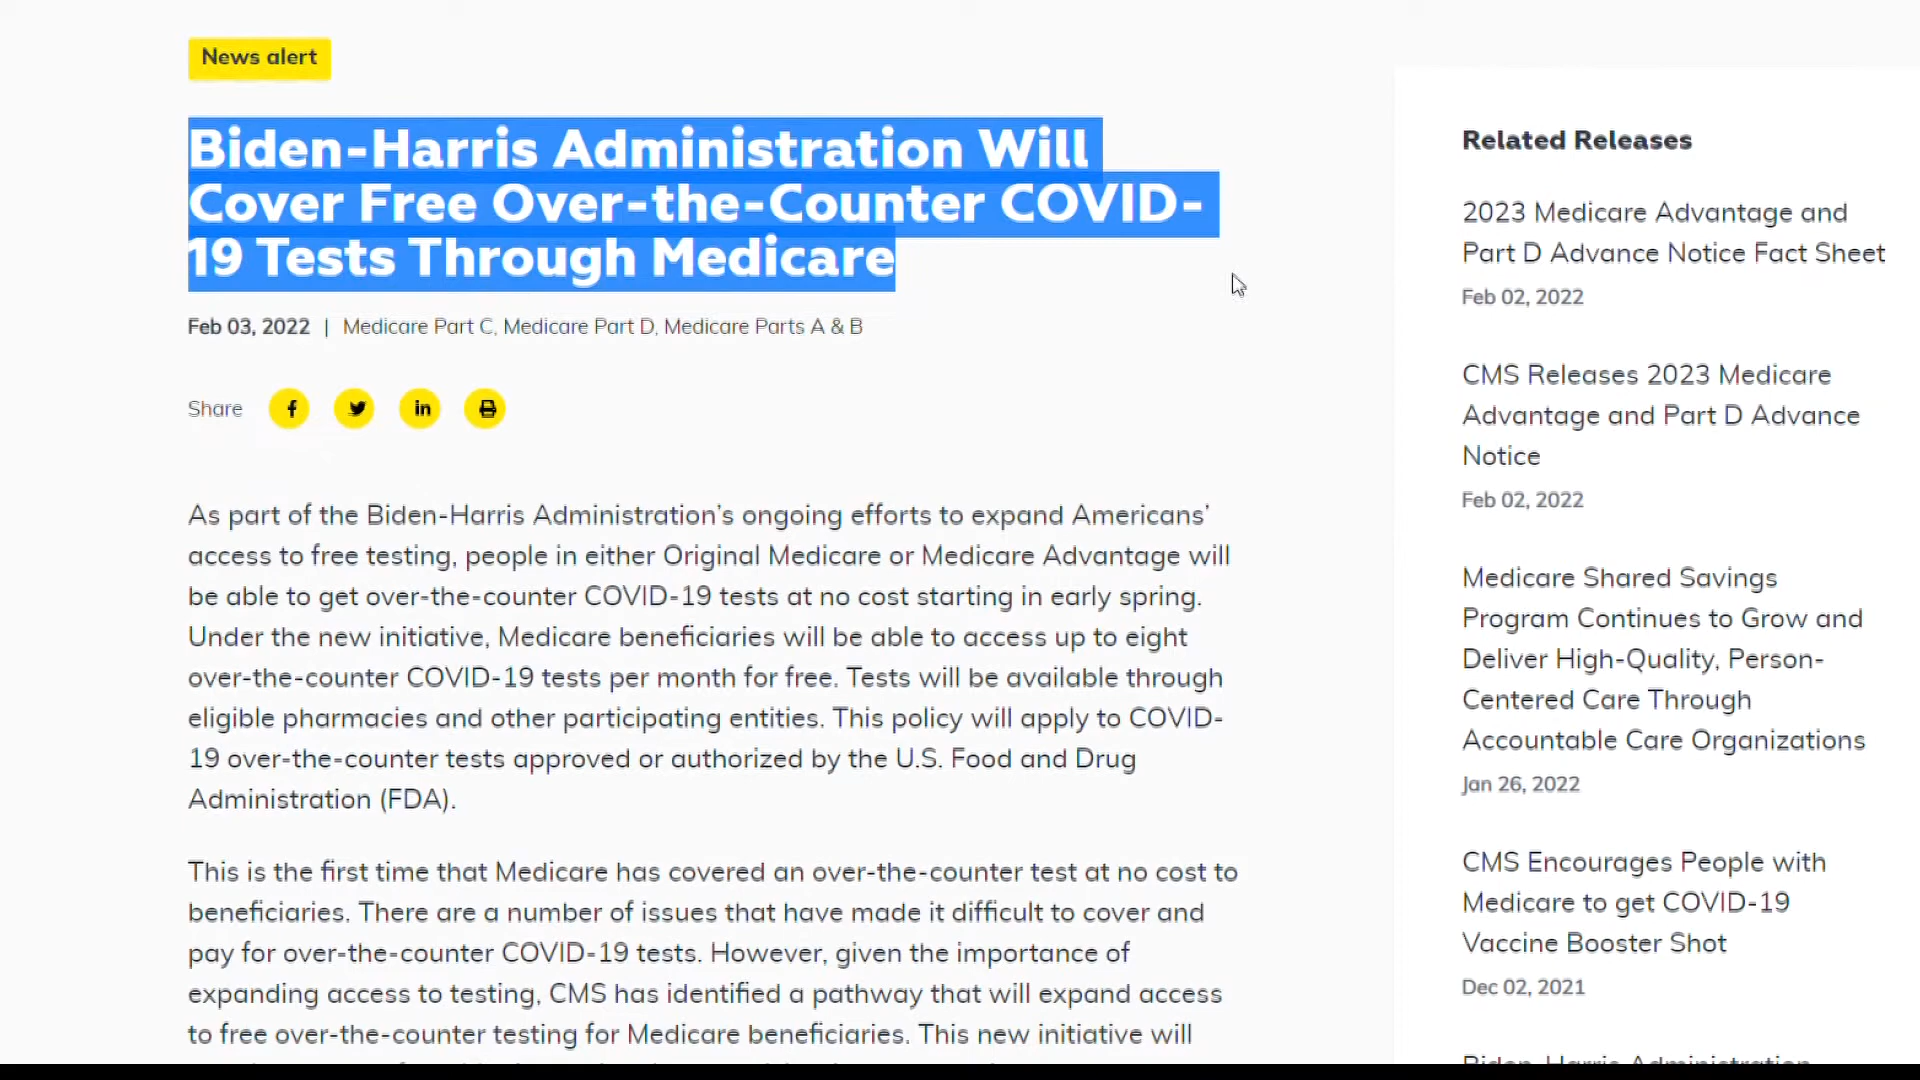 News alert
Biden-Harris Administration Will
Cover Free Over-the-Counter COVID-
19 Tests Through Medicare
Feb 03, 2022 | Medicare Part C, Medicare Part D, Medicare Parts A & B
Share
As part of the Biden-Harris Administration’s ongoing efforts to expand Americans’
access to free testing, people in either Original Medicare or Medicare Advantage will
be able to get over-the-counter COVID-19 tests at no cost starting in early spring.
Under the new initiative, Medicare beneficiaries will be able to access up to eight
over-the-counter COVID-19 tests per month for free. Tests will be available through
eligible pharmacies and other participating entities. This policy will apply to COVID-
19 over-the-counter tests approved or authorized by the U.S. Food and Drug
Administration (FDA).
This is the first time that Medicare has covered an over-the-counter test at no cost to
beneficiaries. There are a number of issues that have made it difficult to cover and
pay for over-the-counter COVID-19 tests. However, given the importance of
expanding access to testing, CMS has identified a pathway that will expand access
to free over-the-counter testing for Medicare beneficiaries. This new initiative will
Related Releases
2023 Medicare Advantage and
Part D Advance Notice Fact Sheet
Feb 02, 2022
CMS Releases 2023 Medicare
Advantage and Part D Advance
Notice
Feb 02, 2022
Medicare Shared Savings
Program Continues to Grow and
Deliver High-Quality, Person-
Centered Care Through
Accountable Care Organizations
Jan 26, 2022
CMS Encourages People with
Medicare to get COVID-19
Vaccine Booster Shot
Dec 02, 2021
Biden-Harris Administration